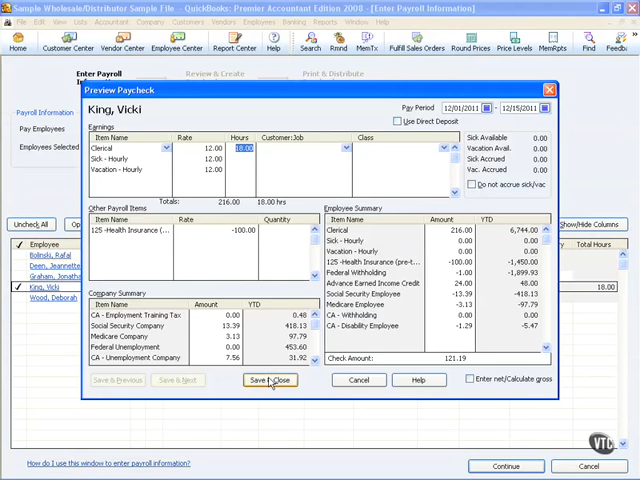 Sample Wholesale/Distributor Sample File - QuickBooks: Premier Accountant Edition 2008 - [Enter Payroll Information]
File Edit View Lists Accountant Company Customers Vendors Employees Banking Reports Window Help
Home Customer Center Vendor Center Employee Center Report Center Help Search Rmnd MemTx Fulfill Sales Orders Round Prices Price Levels MemRpts Find Feedba
Enter Payroll Review & Create Print & Distribute
Payroll Information
Pay Employees
Employees Selected
Uncheck All Op Show/Hide Columns
Employee Total Hours
Bolinski, Rafal
Deen, Jeannette
Graham, Jonatha
King, Vicki 18.00
Wood, Deborah
Preview Paycheck
King, Vicki
Pay Period 12/01/2011 - 12/15/2011
Use Direct Deposit
Earnings
Item Name Rate Hours Customer:Job Class
Clerical 12.00 18.00
Sick - Hourly 12.00
Vacation - Hourly 12.00
Totals: 216.00 18.00 hrs
Sick Available 0.00
Vacation Avail. 0.00
Sick Accrued 0.00
Vac. Accrued 0.00
Do not accrue sick/vac
Other Payroll Items
Item Name Rate Quantity
125 -Health Insurance (... -100.00
Company Summary
Item Name Amount YTD
CA - Employment Training Tax 0.00 0.48
Social Security Company 13.39 418.13
Medicare Company 3.13 97.79
Federal Unemployment 0.00 453.60
CA - Unemployment Company 7.56 31.92
Employee Summary
Item Name Amount YTD
Clerical 216.00 6,744.00
Sick - Hourly 0.00 0.00
Vacation - Hourly 0.00 0.00
125 -Health Insurance (pre-t... -100.00 -1,450.00
Federal Withholding -1.00 -1,899.93
Advance Earned Income Credit 24.00 48.00
Social Security Employee -13.39 -418.13
Medicare Employee -3.13 -97.79
CA - Withholding 0.00 0.00
CA - Disability Employee -1.29 -5.47
Check Amount: 121.19
Save & Previous Save & Next Save & Close Cancel Help Enter net/Calculate gross
VTC
How do I use this window to enter payroll information?
Continue Cancel